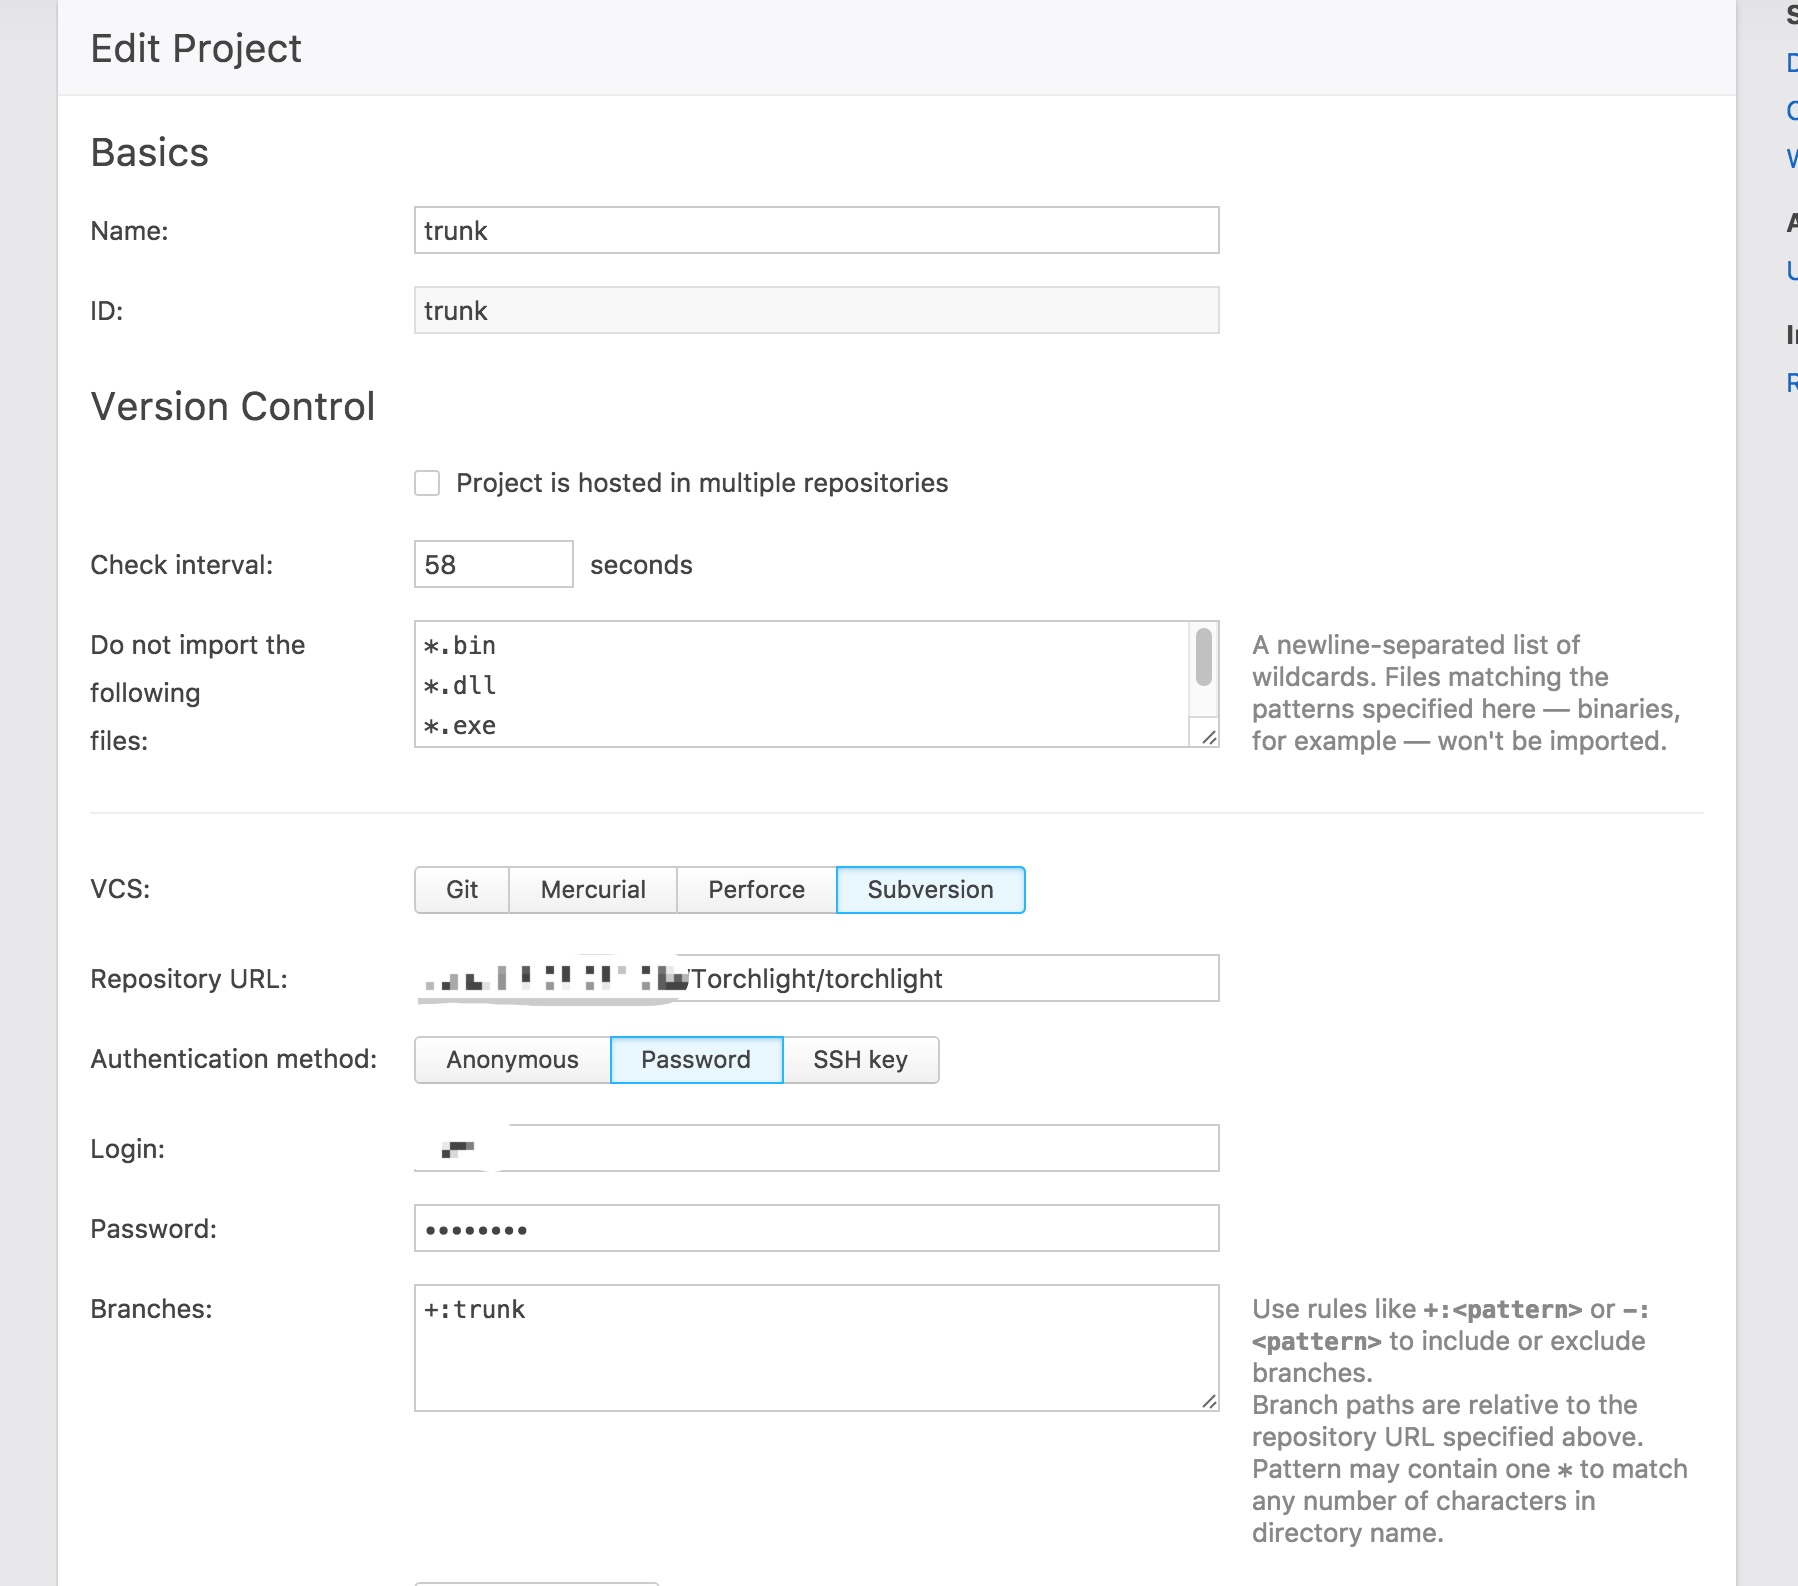 Edit Project
Basics
Name:
trunk
ID:
trunk
Version Control
Project is hosted in multiple repositories
Check interval:
58
seconds
Do not import the
following
files:
*.bin
*.dll
*.exe
A newline-separated list of
wildcards. Files matching the
patterns specified here — binaries,
for example — won't be imported.
VCS:
Git
Mercurial
Perforce
Subversion
Repository URL:
/Torchlight/torchlight
Authentication method:
Anonymous
Password
SSH key
Login:
Password:
••••••••
Branches:
+:trunk
Use rules like +:<pattern> or -:
<pattern> to include or exclude
branches.
Branch paths are relative to the
repository URL specified above.
Pattern may contain one * to match
any number of characters in
directory name.